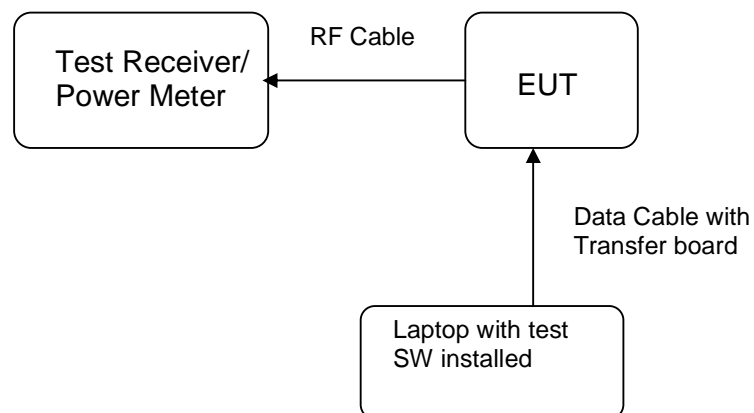 RF Cable
Test Receiver/
Power Meter
EUT
Data Cable with
Transfer board
Laptop with test
SW installed